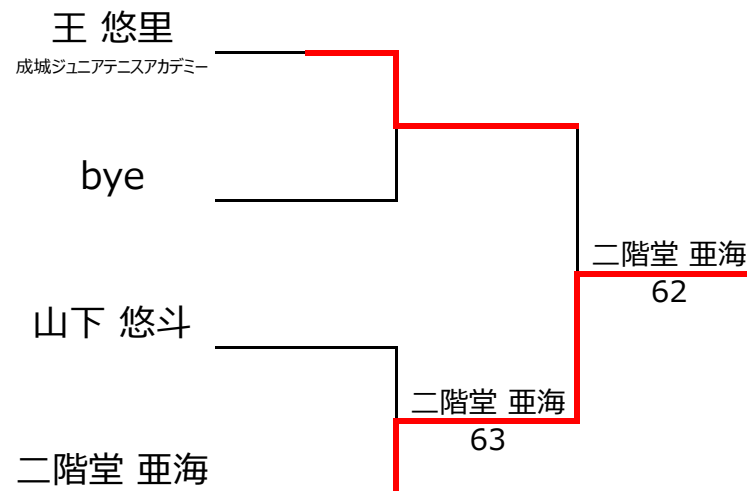 王 悠里
成城ジュニアテニスアカデミー
bye
二階堂 亜海
62
山下 悠斗
二階堂 亜海
63
二階堂 亜海